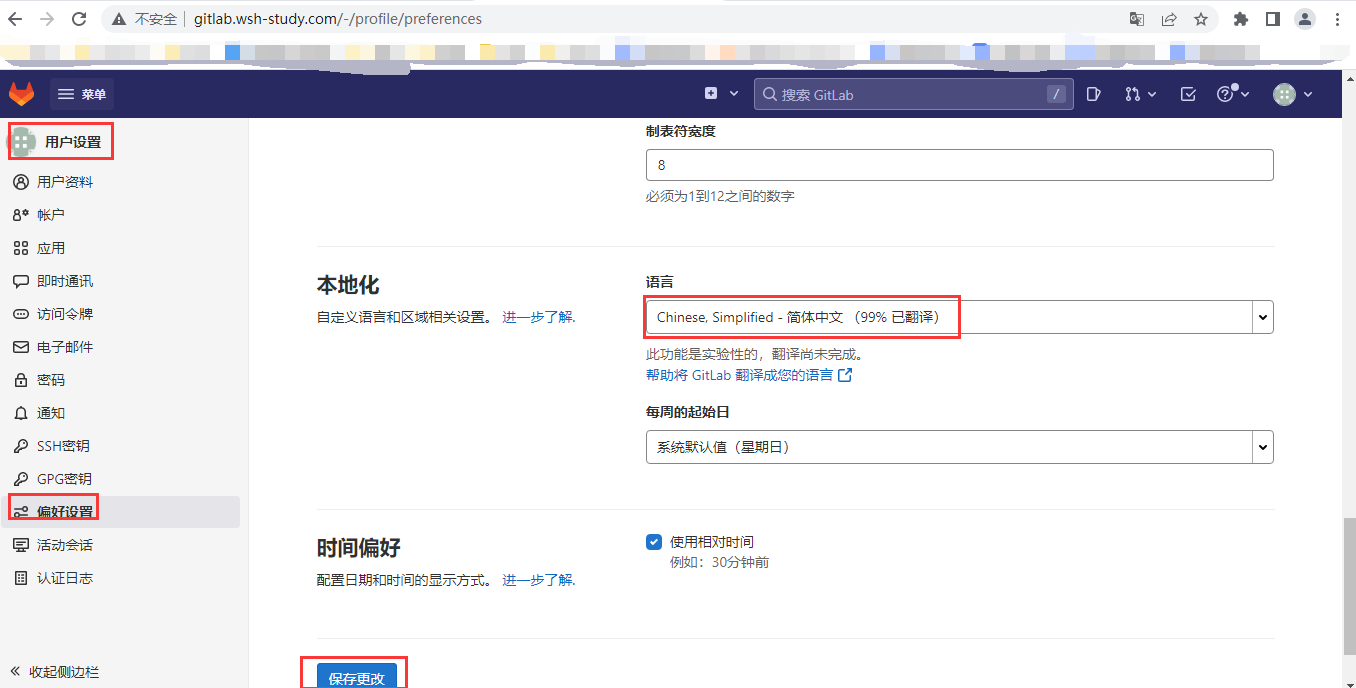 不安全 gitlab.wsh-study.com/-/profile/preferences
菜单
搜索 GitLab
/
用户设置
用户资料
帐户
应用
即时通讯
访问令牌
电子邮件
密码
通知
SSH密钥
GPG密钥
偏好设置
活动会话
认证日志
收起侧边栏
制表符宽度
8
必须为1到12之间的数字
本地化
自定义语言和区域相关设置。 进一步了解.
语言
Chinese, Simplified - 简体中文 （99% 已翻译）
此功能是实验性的，翻译尚未完成。
帮助将 GitLab 翻译成您的语言
每周的起始日
系统默认值（星期日）
时间偏好
配置日期和时间的显示方式。 进一步了解.
使用相对时间
例如：30分钟前
保存更改